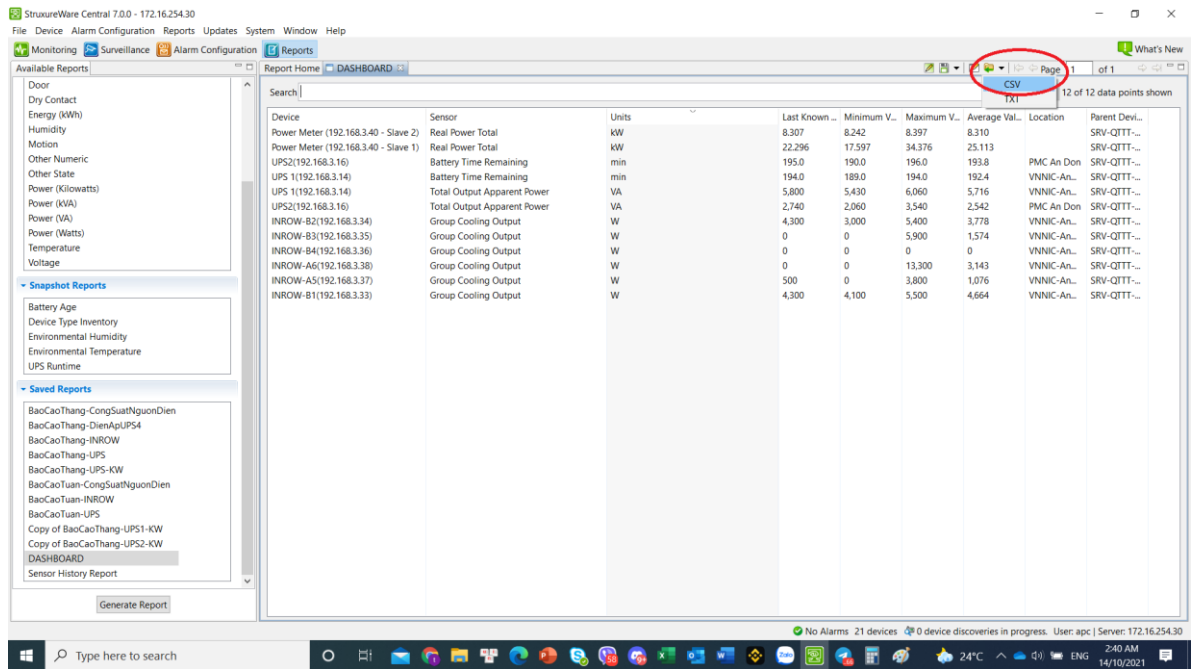 StruxureWare Central 7.0.0 - 172.16.254.30
File Device Alarm Configuration Reports Updates System Window Help
Monitoring Surveillance Alarm Configuration Reports What's New
Available Reports
Door
Dry Contact
Energy (kWh)
Humidity
Motion
Other Numeric
Other State
Power (Kilowatts)
Power (kVA)
Power (VA)
Power (Watts)
Temperature
Voltage
Snapshot Reports
Battery Age
Device Type Inventory
Environmental Humidity
Environmental Temperature
UPS Runtime
Saved Reports
BaoCaoThang-CongSuatNguonDien
BaoCaoThang-DienApUPS4
BaoCaoThang-INROW
BaoCaoThang-UPS
BaoCaoThang-UPS-KW
BaoCaoTuan-CongSuatNguonDien
BaoCaoTuan-INROW
BaoCaoTuan-UPS
Copy of BaoCaoThang-UPS1-KW
Copy of BaoCaoThang-UPS2-KW
DASHBOARD
Sensor History Report
Generate Report
Report Home DASHBOARD Page 1 of 1
CSV
TXT
Search 12 of 12 data points shown
Device Sensor Units Last Known ... Minimum V... Maximum V... Average Val... Location Parent Devi...
Power Meter (192.168.3.40 - Slave 2) Real Power Total kW 8.307 8.242 8.397 8.310 SRV-QTTT-...
Power Meter (192.168.3.40 - Slave 1) Real Power Total kW 22.296 17.597 34.376 25.113 SRV-QTTT-...
UPS2(192.168.3.16) Battery Time Remaining min 195.0 190.0 196.0 193.8 PMC An Don SRV-QTTT-...
UPS 1(192.168.3.14) Battery Time Remaining min 194.0 189.0 194.0 192.4 VNNIC-An... SRV-QTTT-...
UPS 1(192.168.3.14) Total Output Apparent Power VA 5,800 5,430 6,060 5,716 VNNIC-An... SRV-QTTT-...
UPS2(192.168.3.16) Total Output Apparent Power VA 2,740 2,060 3,540 2,542 PMC An Don SRV-QTTT-...
INROW-B2(192.168.3.34) Group Cooling Output W 4,300 3,000 5,400 3,778 VNNIC-An... SRV-QTTT-...
INROW-B3(192.168.3.35) Group Cooling Output W 0 0 5,900 1,574 VNNIC-An... SRV-QTTT-...
INROW-B4(192.168.3.36) Group Cooling Output W 0 0 0 0 VNNIC-An... SRV-QTTT-...
INROW-A6(192.168.3.38) Group Cooling Output W 0 0 13,300 3,143 VNNIC-An... SRV-QTTT-...
INROW-A5(192.168.3.37) Group Cooling Output W 500 0 3,800 1,076 VNNIC-An... SRV-QTTT-...
INROW-B1(192.168.3.33) Group Cooling Output W 4,300 4,100 5,500 4,664 VNNIC-An... SRV-QTTT-...
No Alarms 21 devices 0 device discoveries in progress. User: apc | Server: 172.16.254.30
Type here to search
24°C ENG 2:40 AM
14/10/2021